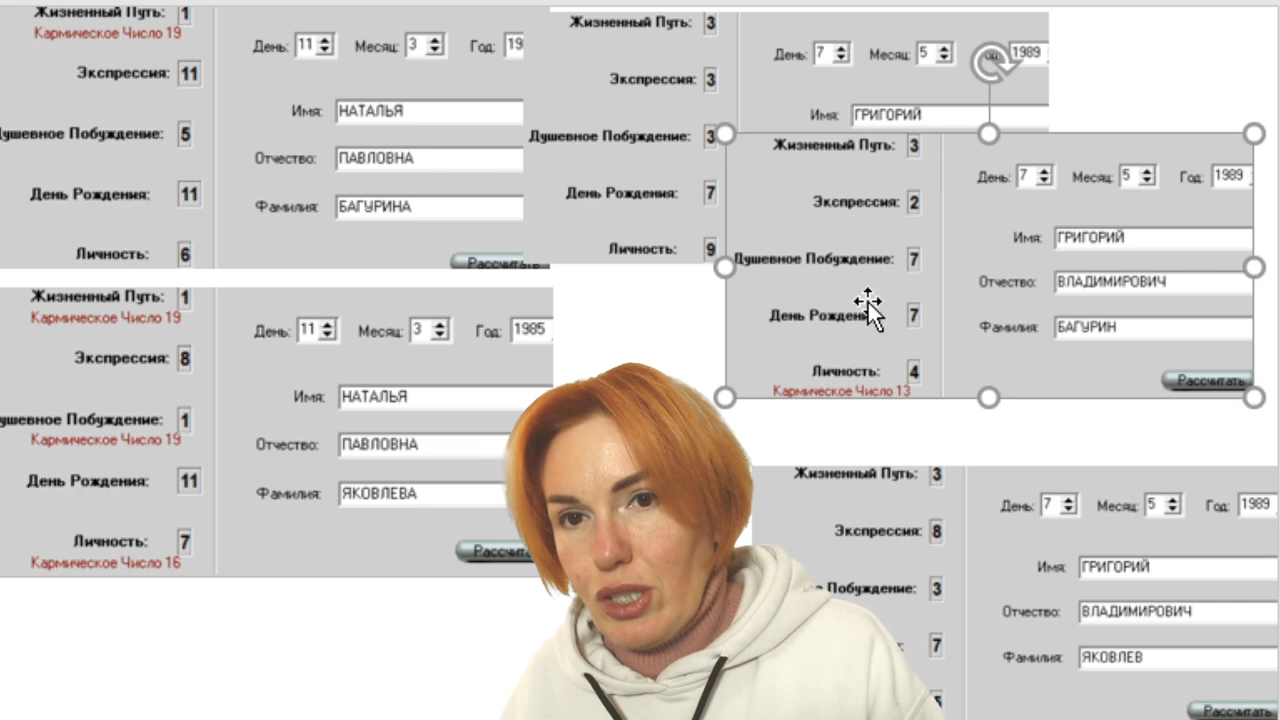 Жизненный Путь: 1
Кармическое Число 19
Экспрессия: 11
Душевное Побуждение: 5
День Рождения: 11
Личность: 6
День: 11 Месяц: 3 Год: 19
Имя: НАТАЛЬЯ
Отчество: ПАВЛОВНА
Фамилия: БАГУРИНА
Рассчитать
Жизненный Путь: 3
Экспрессия: 3
Душевное Побуждение: 3
День Рождения: 7
Личность: 9
День: 7 Месяц: 5 1989
Имя: ГРИГОРИЙ
Жизненный Путь: 3
Экспрессия: 2
Душевное Побуждение: 7
День Рождени 7
Личность: 4
Кармическое Число 13
День: 7 Месяц: 5 Год: 1989
Имя: ГРИГОРИЙ
Отчество: ВЛАДИМИРОВИЧ
Фамилия: БАГУРИН
Рассчитать
Жизненный Путь: 1
Кармическое Число 19
Экспрессия: 8
ушевное Побуждение: 1
Кармическое Число 19
День Рождения: 11
Личность: 7
Кармическое Число 16
День: 11 Месяц: 3 Год: 1985
Имя: НАТАЛЬЯ
Отчество: ПАВЛОВНА
Фамилия: ЯКОВЛЕВА
Рассчита
Жизненный Путь: 3
Экспрессия: 8
Побуждение: 3
7
День: 7 Месяц: 5 Год: 1989
Имя: ГРИГОРИЙ
Отчество: ВЛАДИМИРОВИЧ
Фамилия: ЯКОВЛЕВ
Рассчитать